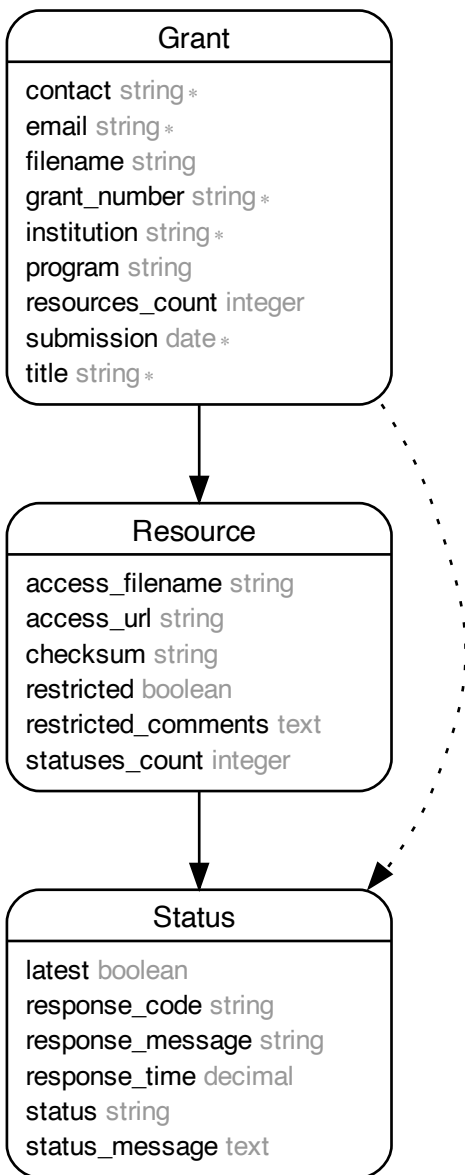 Grant
contact string *
email string *
filename string
grant_number string *
institution string *
program string
resources_count integer
submission date *
title string *
Resource
access_filename string
access_url string
checksum string
restricted boolean
restricted_comments text
statuses_count integer
Status
latest boolean
response_code string
response_message string
response_time decimal
status string
status_message text